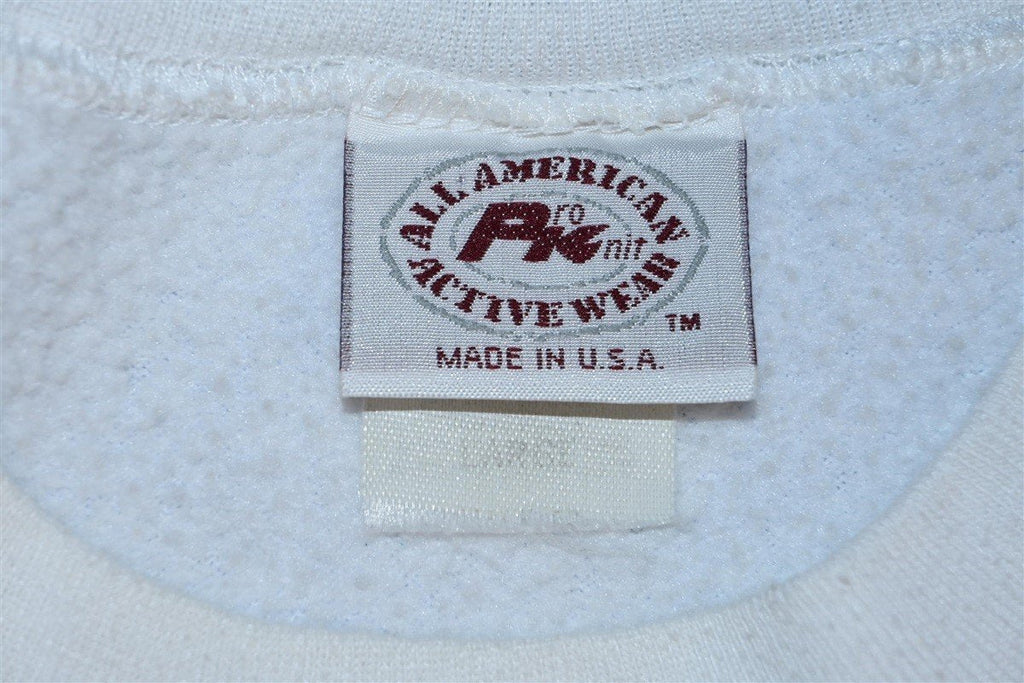 ALL AMERICAN
Pro
Knit
ACTIVE WEAR
TM
MADE IN U.S.A.
LARGE